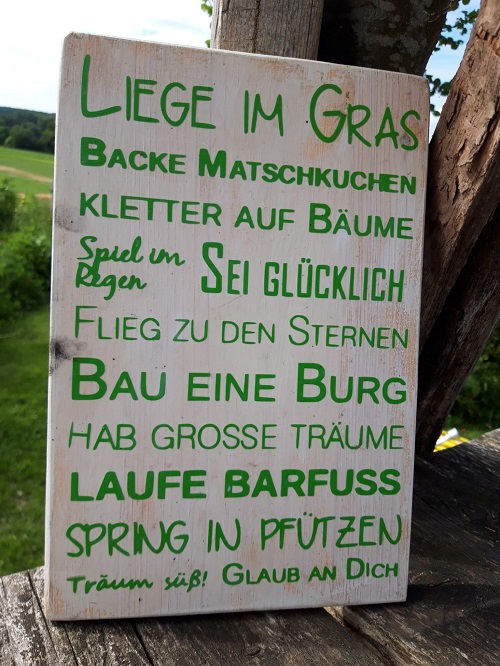 Liege im Gras
Backe Matschkuchen
kletter auf Bäume
Spiel im Regen
Sei glücklich
Flieg zu den Sternen
Bau eine Burg
hab grosse Träume
laufe barfuss
spring in Pfützen
Träum süß! Glaub an Dich